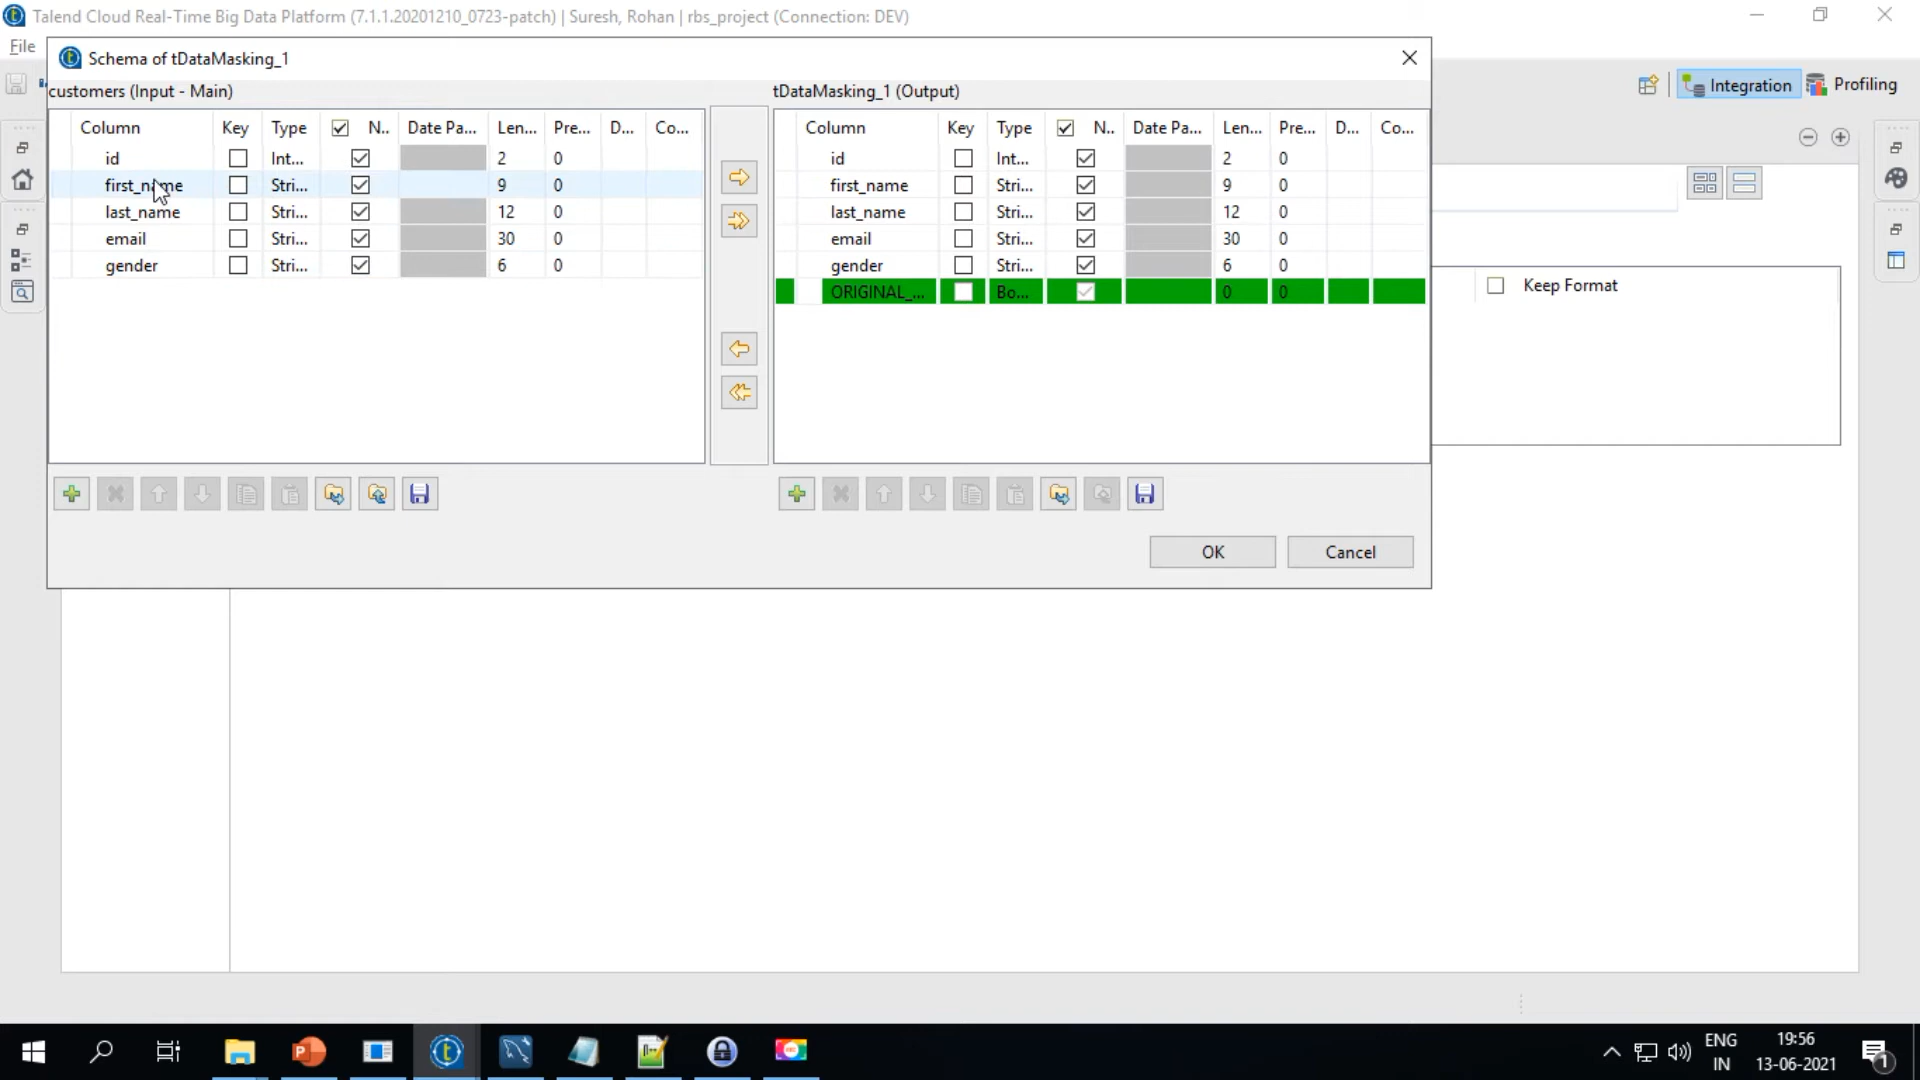 Talend Cloud Real-Time Big Data Platform (7.1.1.20201210_0723-patch) | Suresh, Rohan | rbs_project (Connection: DEV)
File
Schema of tDataMasking_1
Integration
Profiling
customers (Input - Main)
tDataMasking_1 (Output)
Column Key Type N.. Date Pa... Len... Pre... D... Co...
id Int... 2 0
first_name Stri... 9 0
last_name Stri... 12 0
email Stri... 30 0
gender Stri... 6 0
Column Key Type N.. Date Pa... Len... Pre... D... Co...
id Int... 2 0
first_name Stri... 9 0
last_name Stri... 12 0
email Stri... 30 0
gender Stri... 6 0
ORIGINAL_... Bo... 0 0
Keep Format
OK
Cancel
ENG
IN
19:56
13-06-2021
1